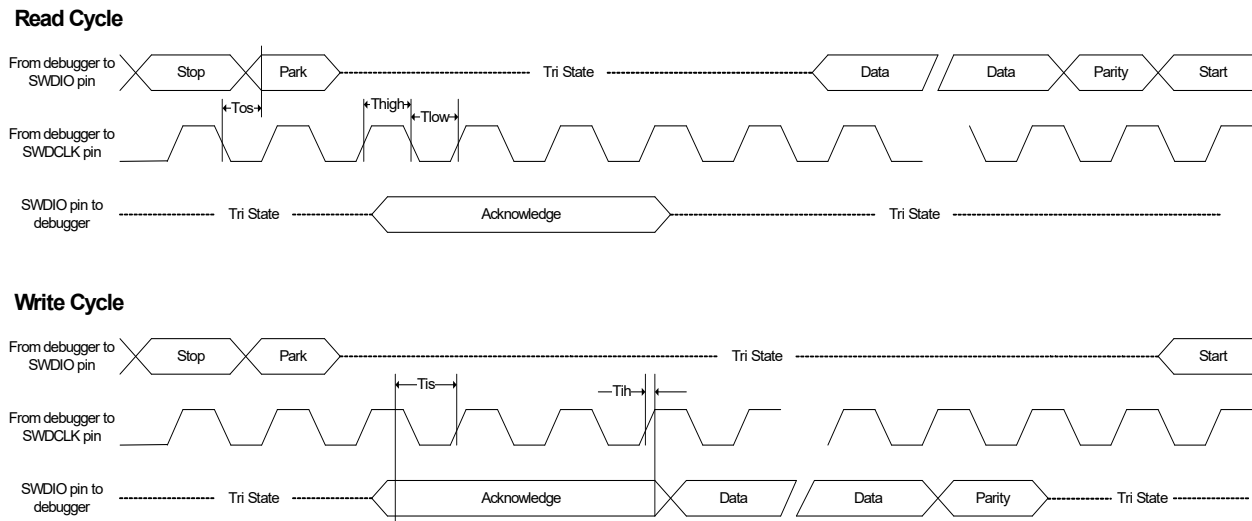 Read Cycle
From debugger to
SWDIO pin
Stop
Park
Tri State
Data
Data
Parity
Start
Tos
Thigh
Tlow
From debugger to
SWDCLK pin
SWDIO pin to
debugger
Tri State
Acknowledge
Tri State
Write Cycle
From debugger to
SWDIO pin
Stop
Park
Tri State
Start
Tis
Tih
From debugger to
SWDCLK pin
SWDIO pin to
debugger
Tri State
Acknowledge
Data
Data
Parity
Tri State